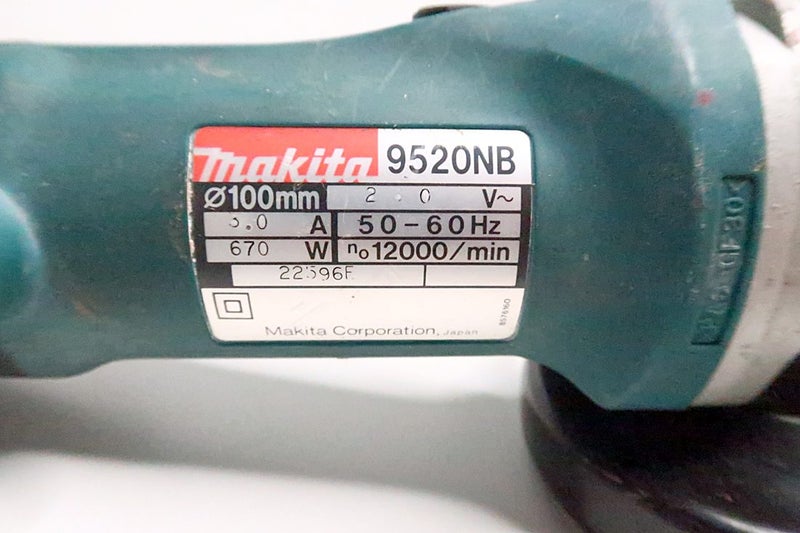 makita 9520NB
Ø100mm V~
A 50-60Hz
670 W n₀12000/min
Makita Corporation, Japan